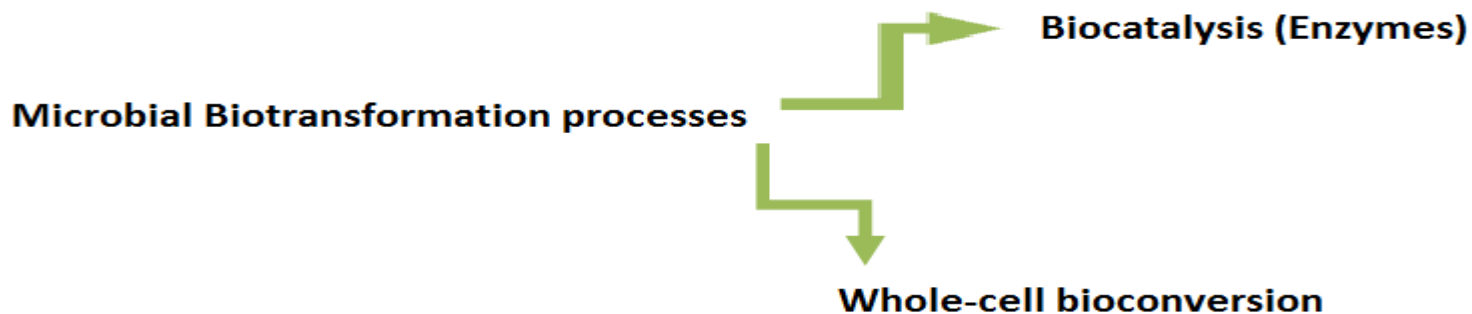 Biocatalysis (Enzymes)
Microbial Biotransformation processes
Whole-cell bioconversion